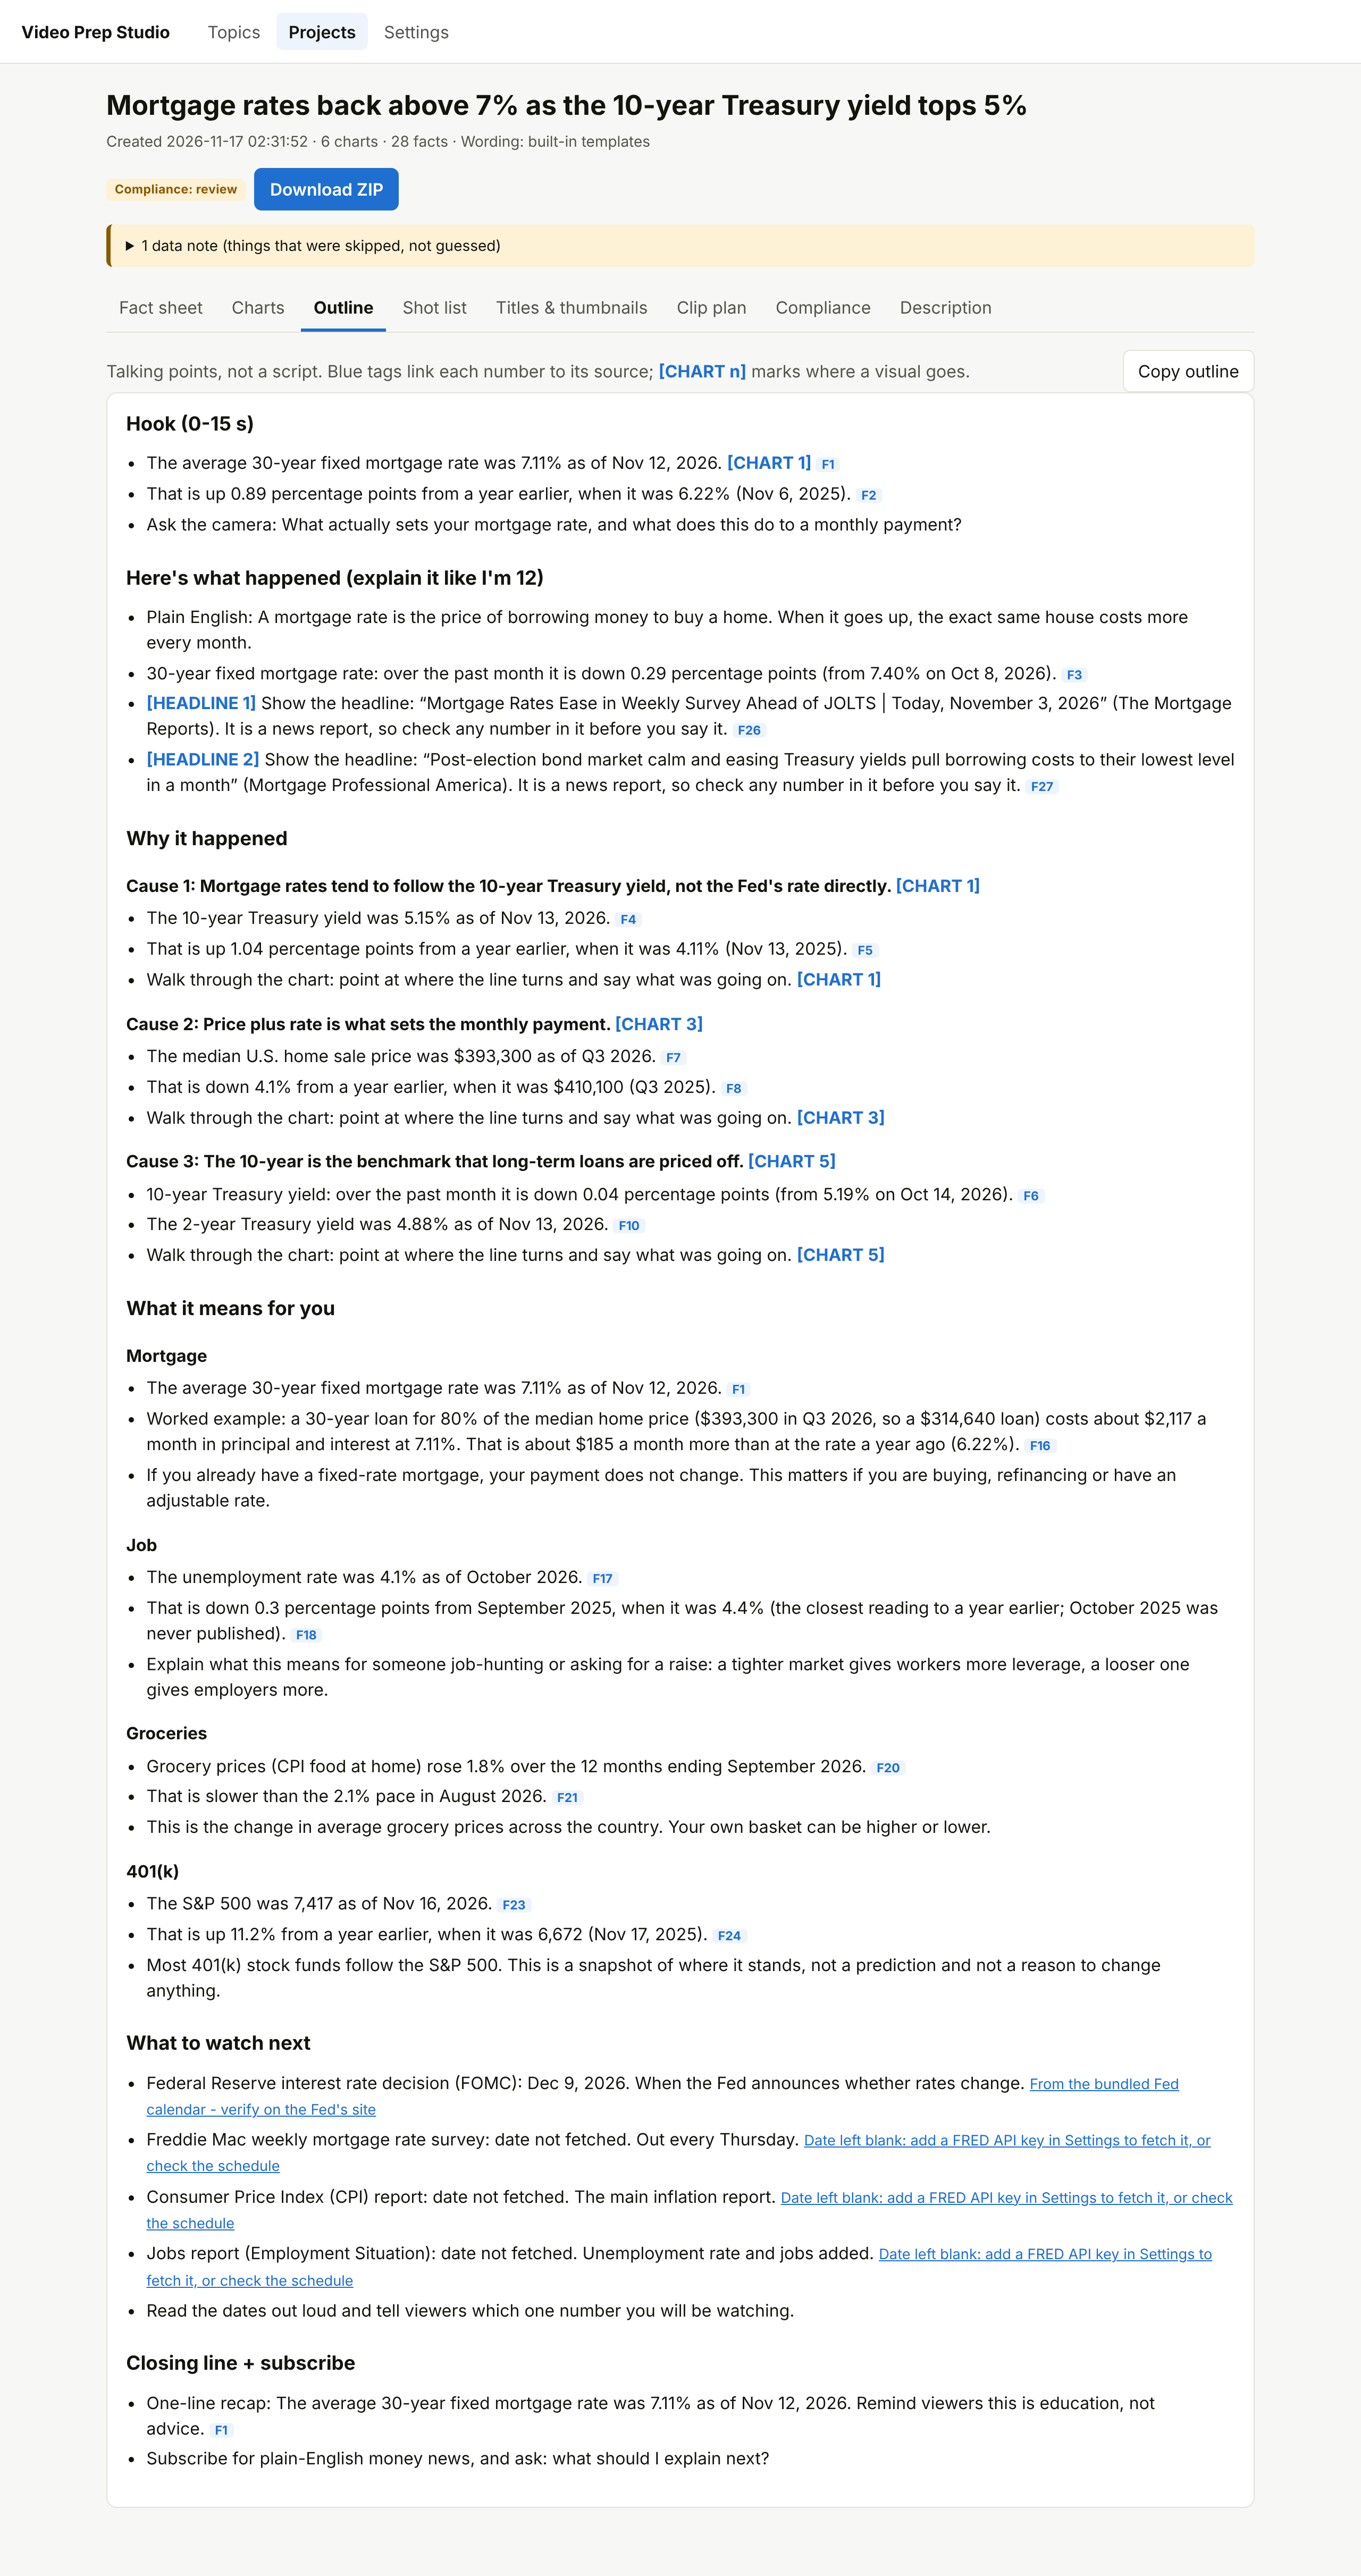 Video Prep Studio Topics Projects Settings
Mortgage rates back above 7% as the 10-year Treasury yield tops 5%
Created 2026-11-17 02:31:52 · 6 charts · 28 facts · Wording: built-in templates
Compliance: review Download ZIP
▶ 1 data note (things that were skipped, not guessed)
Fact sheet Charts Outline Shot list Titles & thumbnails Clip plan Compliance Description
Talking points, not a script. Blue tags link each number to its source; [CHART n] marks where a visual goes. Copy outline
Hook (0-15 s)
• The average 30-year fixed mortgage rate was 7.11% as of Nov 12, 2026. [CHART 1] F1
• That is up 0.89 percentage points from a year earlier, when it was 6.22% (Nov 6, 2025). F2
• Ask the camera: What actually sets your mortgage rate, and what does this do to a monthly payment?
Here's what happened (explain it like I'm 12)
• Plain English: A mortgage rate is the price of borrowing money to buy a home. When it goes up, the exact same house costs more
every month.
• 30-year fixed mortgage rate: over the past month it is down 0.29 percentage points (from 7.40% on Oct 8, 2026). F3
• [HEADLINE 1] Show the headline: “Mortgage Rates Ease in Weekly Survey Ahead of JOLTS | Today, November 3, 2026” (The Mortgage
Reports). It is a news report, so check any number in it before you say it. F26
• [HEADLINE 2] Show the headline: “Post-election bond market calm and easing Treasury yields pull borrowing costs to their lowest level
in a month” (Mortgage Professional America). It is a news report, so check any number in it before you say it. F27
Why it happened
Cause 1: Mortgage rates tend to follow the 10-year Treasury yield, not the Fed's rate directly. [CHART 1]
• The 10-year Treasury yield was 5.15% as of Nov 13, 2026. F4
• That is up 1.04 percentage points from a year earlier, when it was 4.11% (Nov 13, 2025). F5
• Walk through the chart: point at where the line turns and say what was going on. [CHART 1]
Cause 2: Price plus rate is what sets the monthly payment. [CHART 3]
• The median U.S. home sale price was $393,300 as of Q3 2026. F7
• That is down 4.1% from a year earlier, when it was $410,100 (Q3 2025). F8
• Walk through the chart: point at where the line turns and say what was going on. [CHART 3]
Cause 3: The 10-year is the benchmark that long-term loans are priced off. [CHART 5]
• 10-year Treasury yield: over the past month it is down 0.04 percentage points (from 5.19% on Oct 14, 2026). F6
• The 2-year Treasury yield was 4.88% as of Nov 13, 2026. F10
• Walk through the chart: point at where the line turns and say what was going on. [CHART 5]
What it means for you
Mortgage
• The average 30-year fixed mortgage rate was 7.11% as of Nov 12, 2026. F1
• Worked example: a 30-year loan for 80% of the median home price ($393,300 in Q3 2026, so a $314,640 loan) costs about $2,117 a
month in principal and interest at 7.11%. That is about $185 a month more than at the rate a year ago (6.22%). F16
• If you already have a fixed-rate mortgage, your payment does not change. This matters if you are buying, refinancing or have an
adjustable rate.
Job
• The unemployment rate was 4.1% as of October 2026. F17
• That is down 0.3 percentage points from September 2025, when it was 4.4% (the closest reading to a year earlier; October 2025 was
never published). F18
• Explain what this means for someone job-hunting or asking for a raise: a tighter market gives workers more leverage, a looser one
gives employers more.
Groceries
• Grocery prices (CPI food at home) rose 1.8% over the 12 months ending September 2026. F20
• That is slower than the 2.1% pace in August 2026. F21
• This is the change in average grocery prices across the country. Your own basket can be higher or lower.
401(k)
• The S&P 500 was 7,417 as of Nov 16, 2026. F23
• That is up 11.2% from a year earlier, when it was 6,672 (Nov 17, 2025). F24
• Most 401(k) stock funds follow the S&P 500. This is a snapshot of where it stands, not a prediction and not a reason to change
anything.
What to watch next
• Federal Reserve interest rate decision (FOMC): Dec 9, 2026. When the Fed announces whether rates change. From the bundled Fed
calendar - verify on the Fed's site
• Freddie Mac weekly mortgage rate survey: date not fetched. Out every Thursday. Date left blank: add a FRED API key in Settings to fetch it, or
check the schedule
• Consumer Price Index (CPI) report: date not fetched. The main inflation report. Date left blank: add a FRED API key in Settings to fetch it, or check
the schedule
• Jobs report (Employment Situation): date not fetched. Unemployment rate and jobs added. Date left blank: add a FRED API key in Settings to
fetch it, or check the schedule
• Read the dates out loud and tell viewers which one number you will be watching.
Closing line + subscribe
• One-line recap: The average 30-year fixed mortgage rate was 7.11% as of Nov 12, 2026. Remind viewers this is education, not
advice. F1
• Subscribe for plain-English money news, and ask: what should I explain next?